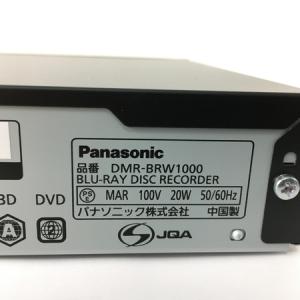 Panasonic
品番 DMR-BRW1000
BLU-RAY DISC RECORDER
PS E MAR 100V 20W 50/60Hz
パナソニック株式会社 中国製
BD DVD
A
JQA